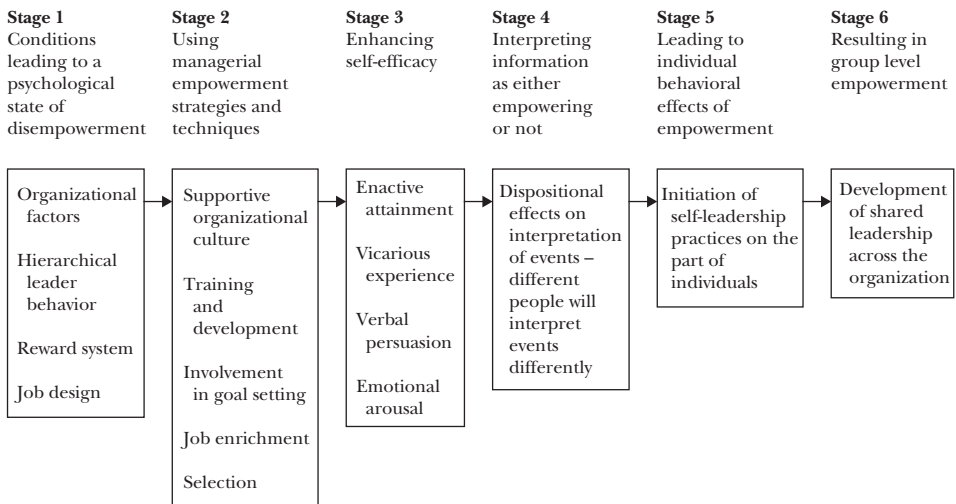 Stage 1
Conditions
leading to a
psychological
state of
disempowerment
Stage 2
Using
managerial
empowerment
strategies and
techniques
Stage 3
Enhancing
self-efficacy
Stage 4
Interpreting
information
as either
empowering
or not
Stage 5
Leading to
individual
behavioral
effects of
empowerment
Stage 6
Resulting in
group level
empowerment
Organizational
factors
Hierarchical
leader
behavior
Reward system
Job design
Supportive
organizational
culture
Training
and
development
Involvement
in goal setting
Job enrichment
Selection
Enactive
attainment
Vicarious
experience
Verbal
persuasion
Emotional
arousal
Dispositional
effects on
interpretation
of events –
different
people will
interpret
events
differently
Initiation of
self-leadership
practices on the
part of
individuals
Development
of shared
leadership
across the
organization